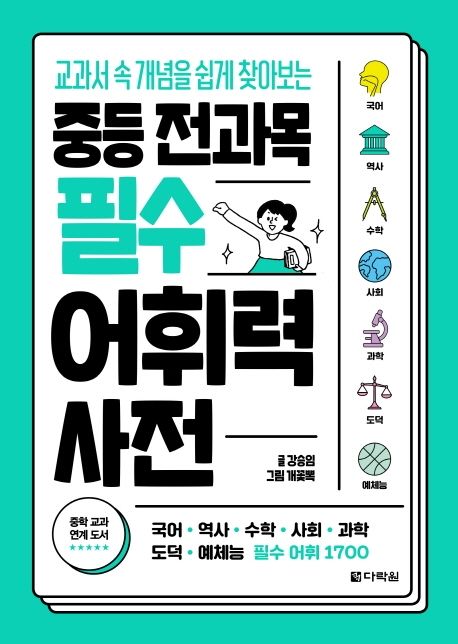 교과서 속 개념을 쉽게 찾아보는
중등 전과목
필수
어휘력
사전
글 강승임
그림 개꽃뽁
국어
역사
수학
사회
과학
도덕
예체능
중학 교과
연계 도서
★★★★★
국어 • 역사 • 수학 • 사회 • 과학
도덕 • 예체능 필수 어휘 1700
다락원